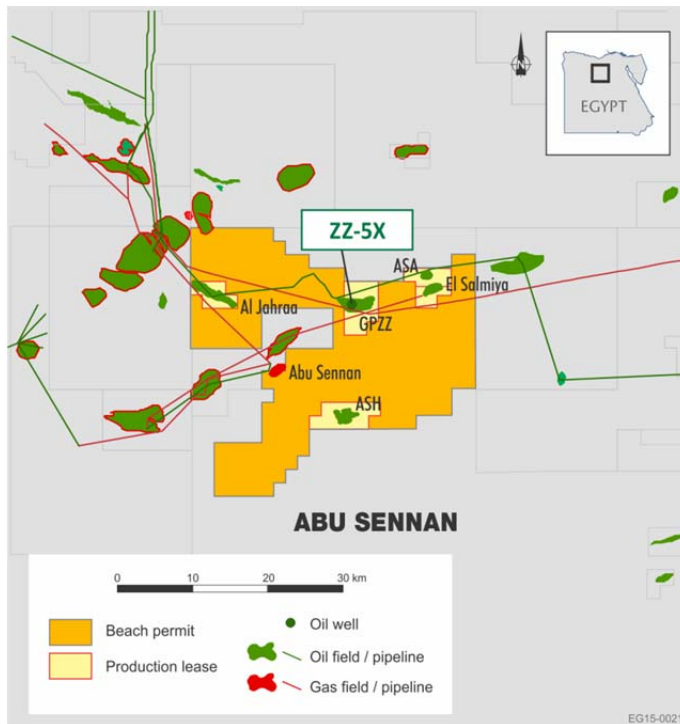 N
EGYPT
ZZ-5X
ASA
El Salmiya
Al Jahraa
GPZZ
Abu Sennan
ASH
ABU SENNAN
0 10 20 30 km
Beach permit
Production lease
Oil well
Oil field / pipeline
Gas field / pipeline
EG15-0021